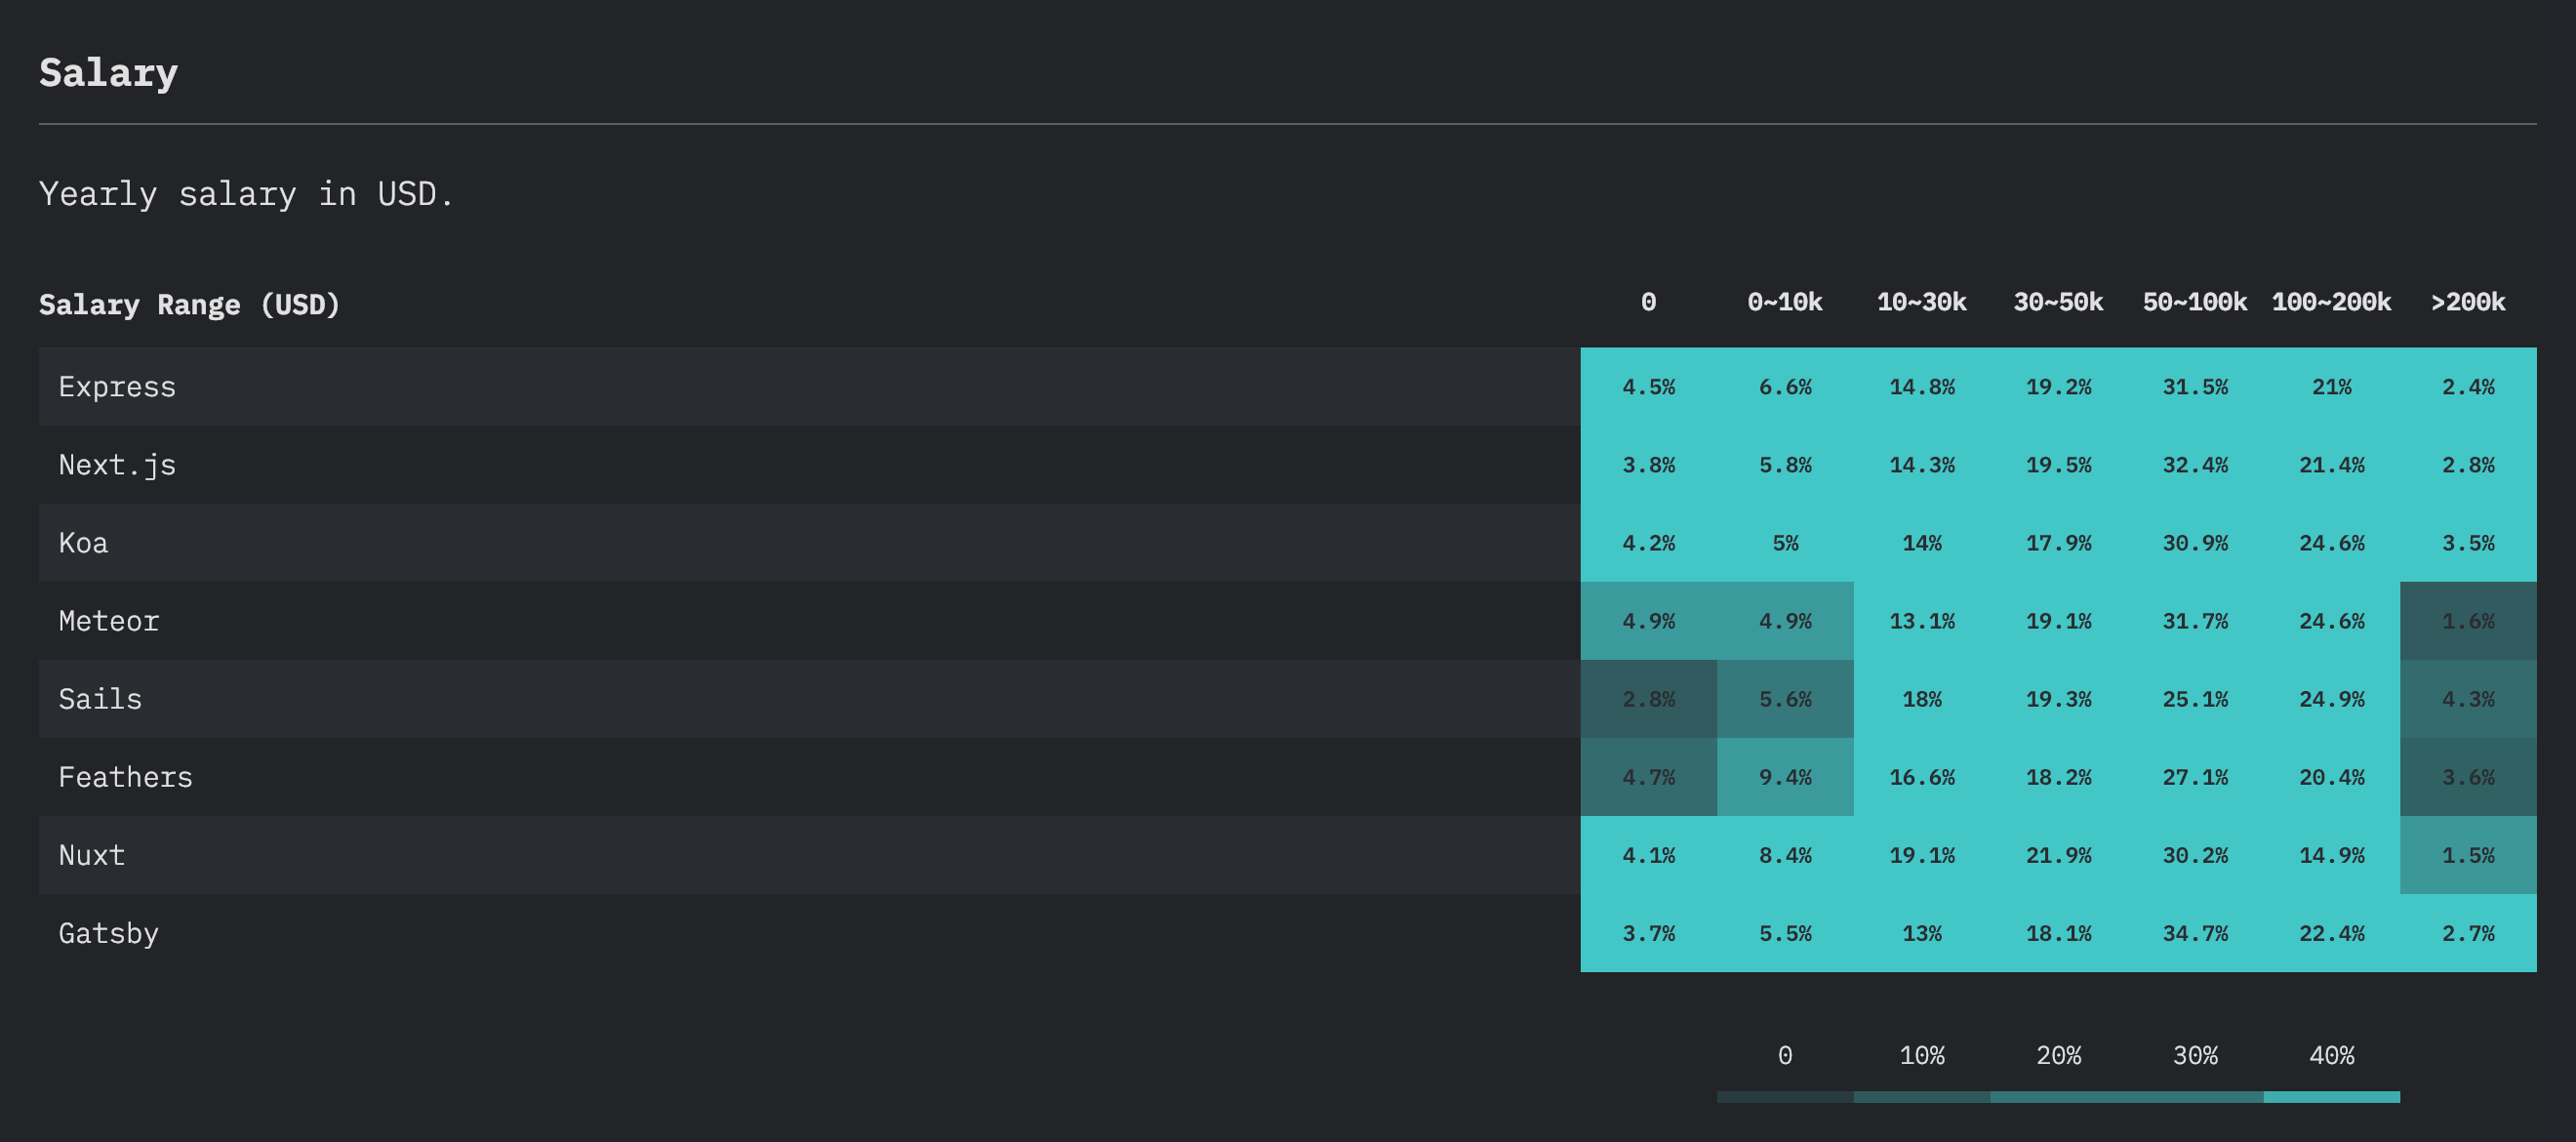 Salary
Yearly salary in USD.
Salary Range (USD) 0 0~10k 10~30k 30~50k 50~100k 100~200k >200k
Express 4.5% 6.6% 14.8% 19.2% 31.5% 21% 2.4%
Next.js 3.8% 5.8% 14.3% 19.5% 32.4% 21.4% 2.8%
Koa 4.2% 5% 14% 17.9% 30.9% 24.6% 3.5%
Meteor 4.9% 4.9% 13.1% 19.1% 31.7% 24.6% 1.6%
Sails 2.8% 5.6% 18% 19.3% 25.1% 24.9% 4.3%
Feathers 4.7% 9.4% 16.6% 18.2% 27.1% 20.4% 3.6%
Nuxt 4.1% 8.4% 19.1% 21.9% 30.2% 14.9% 1.5%
Gatsby 3.7% 5.5% 13% 18.1% 34.7% 22.4% 2.7%
0 10% 20% 30% 40%